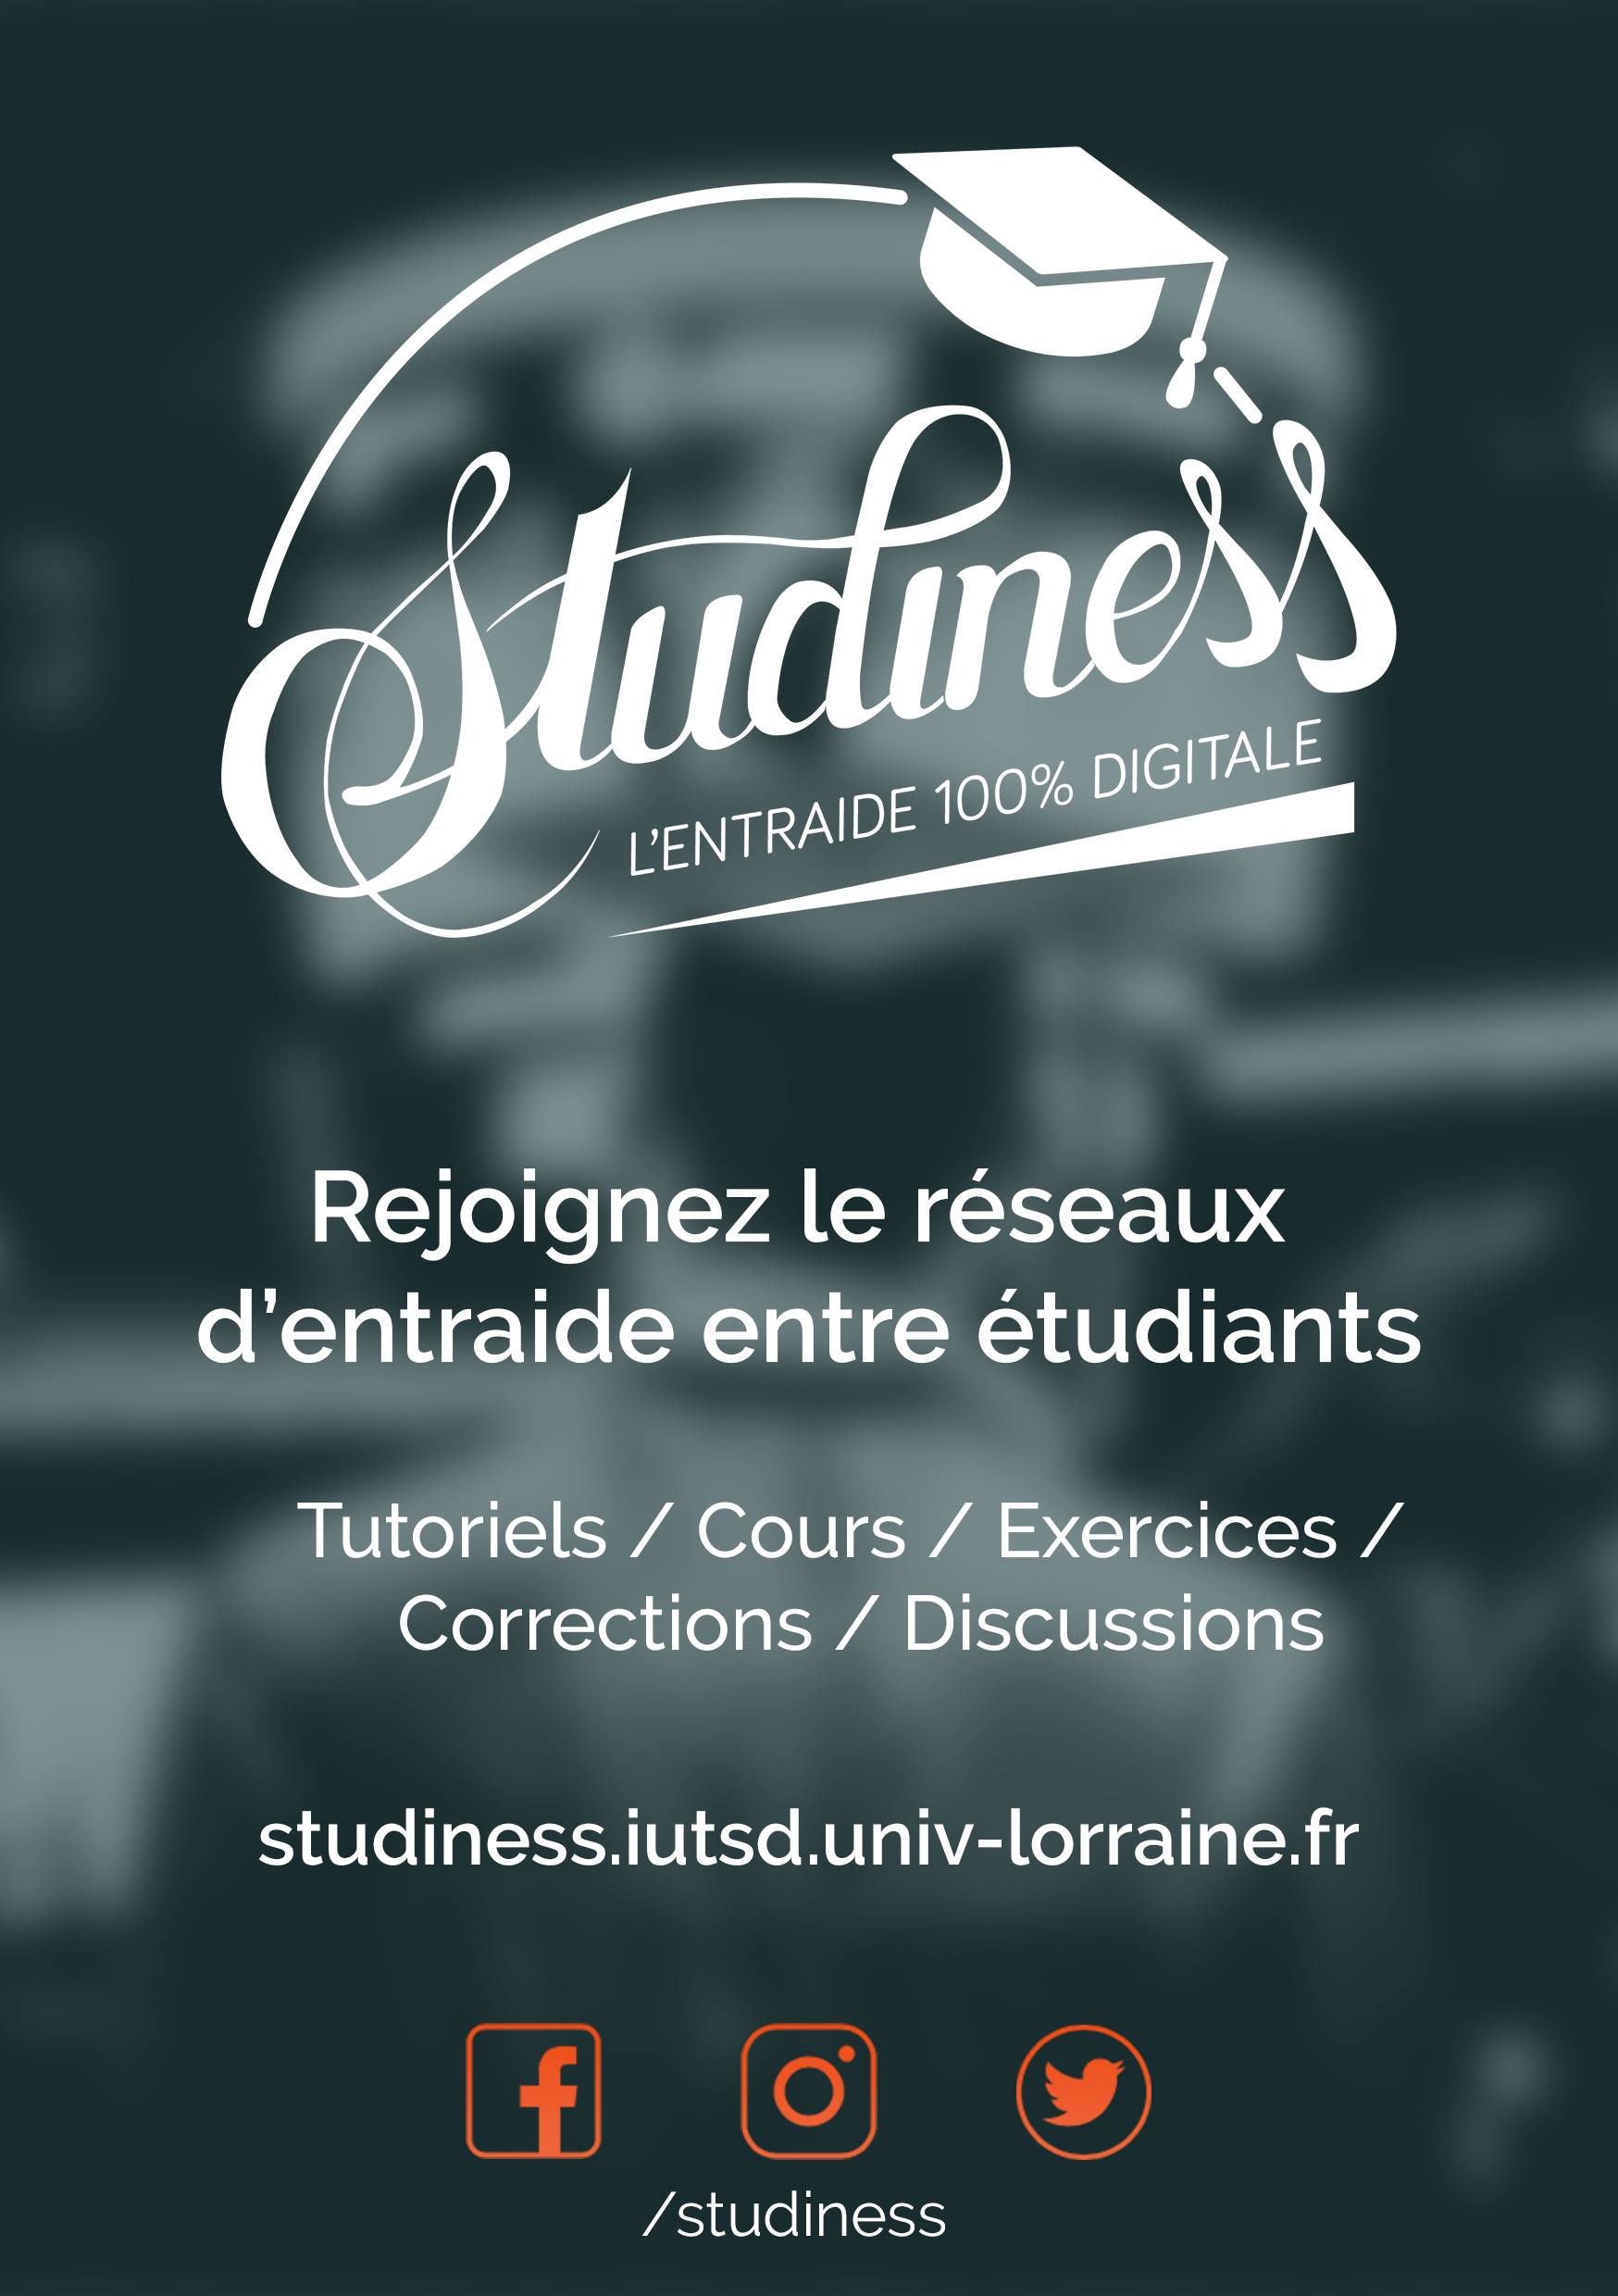 Studiness
L'ENTRAIDE 100% DIGITALE
Rejoignez le réseaux
d'entraide entre étudiants
Tutoriels / Cours / Exercices /
Corrections / Discussions
studiness.iutsd.univ-lorraine.fr
/studiness